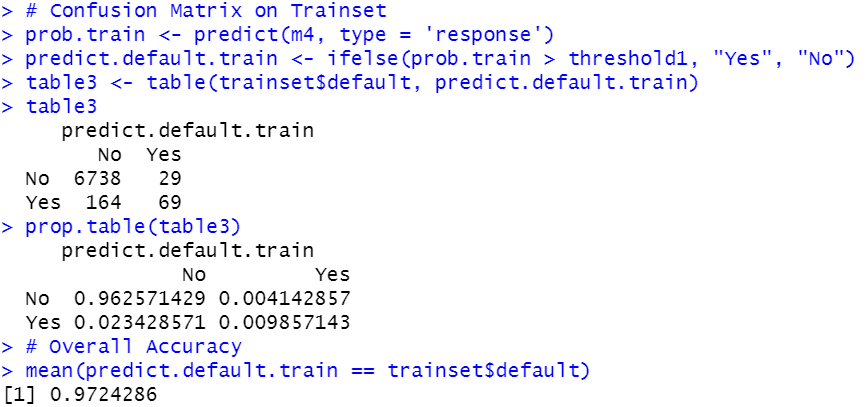 > # Confusion Matrix on Trainset
> prob.train <- predict(m4, type = 'response')
> predict.default.train <- ifelse(prob.train > threshold1, "Yes", "No")
> table3 <- table(trainset$default, predict.default.train)
> table3
     predict.default.train
        No  Yes
  No  6738   29
  Yes  164   69
> prop.table(table3)
     predict.default.train
               No         Yes
  No  0.962571429 0.004142857
  Yes 0.023428571 0.009857143
> # Overall Accuracy
> mean(predict.default.train == trainset$default)
[1] 0.9724286